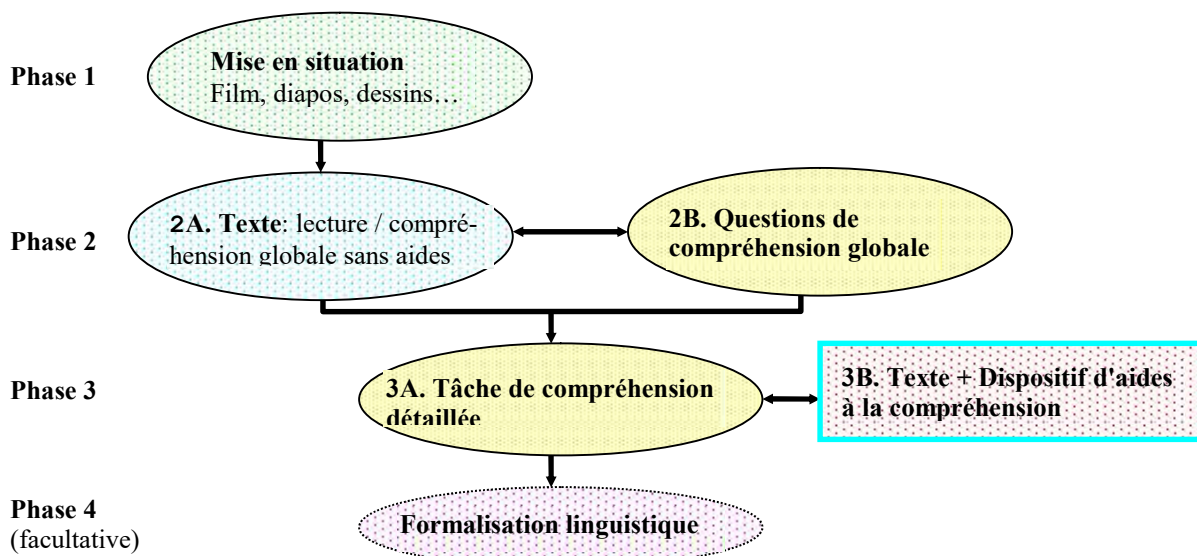 Phase 1
Mise en situation
Film, diapos, dessins…
Phase 2
2A. Texte: lecture / compré-
hension globale sans aides
2B. Questions de
compréhension globale
Phase 3
3A. Tâche de compréhension
détaillée
3B. Texte + Dispositif d'aides
à la compréhension
Phase 4
(facultative)
Formalisation linguistique